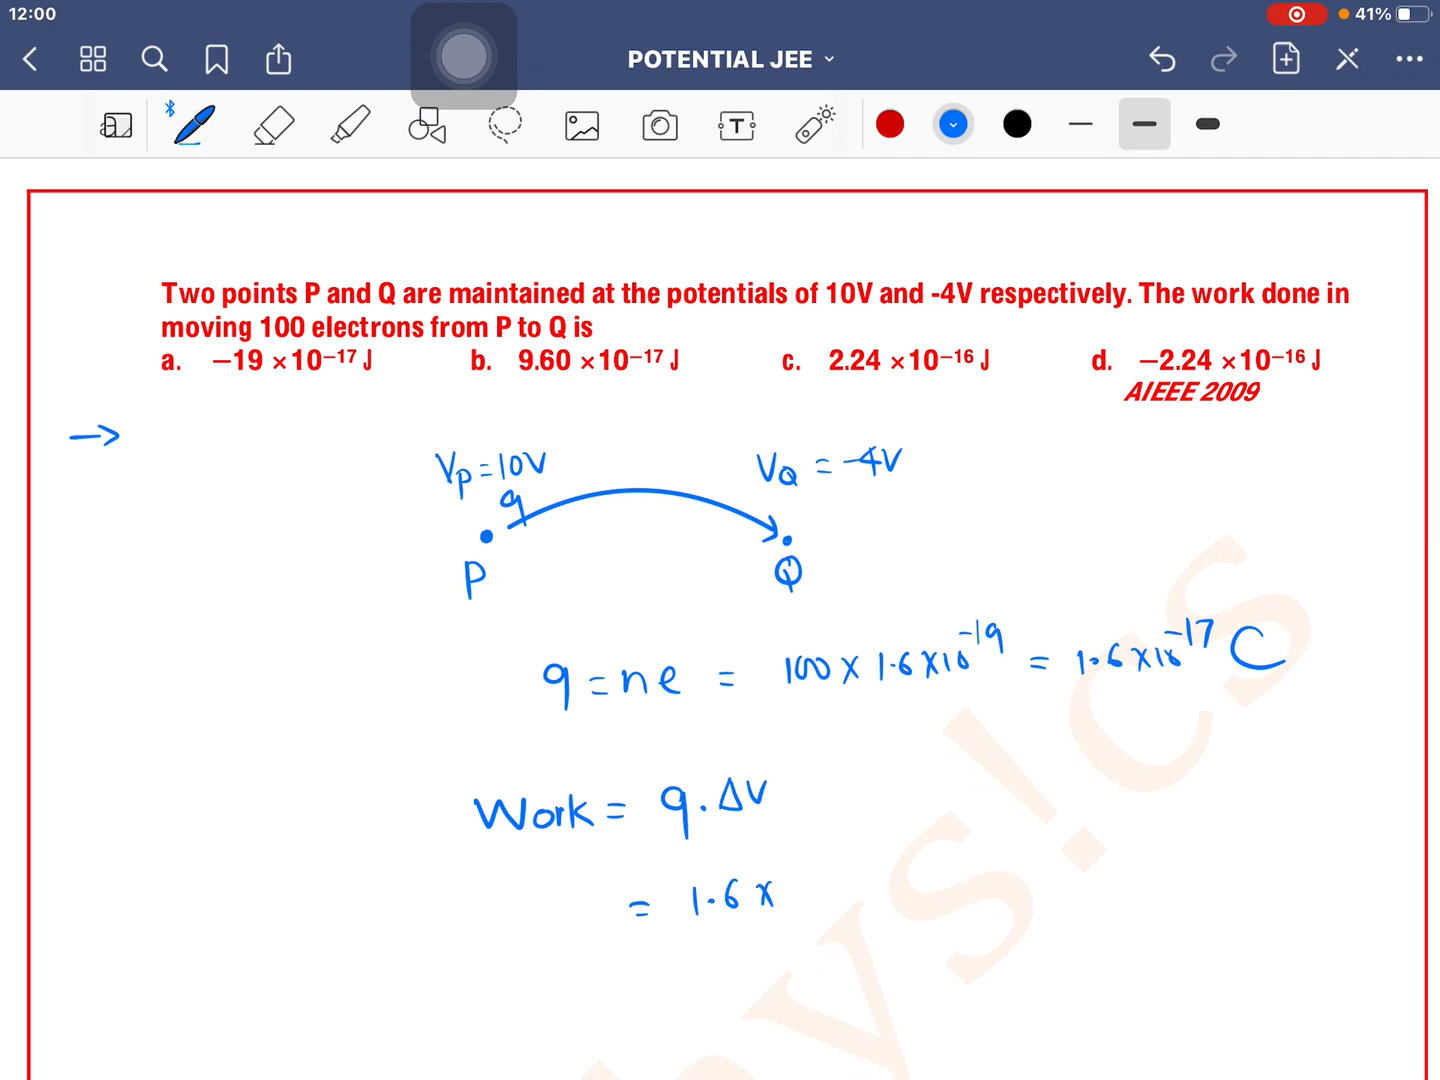 12:00
41%
POTENTIAL JEE
T
Two points P and Q are maintained at the potentials of 10V and -4V respectively. The work done in
moving 100 electrons from P to Q is
a. −19 ×10⁻¹⁷ J b. 9.60 ×10⁻¹⁷ J c. 2.24 ×10⁻¹⁶ J d. −2.24 ×10⁻¹⁶ J
AIEEE 2009
Vp = 10V VQ = -4V
q
P Q
q = ne = 100 × 1.6 × 10⁻¹⁹ = 1.6 × 10⁻¹⁷ C
Work = q . ΔV
= 1.6 ×